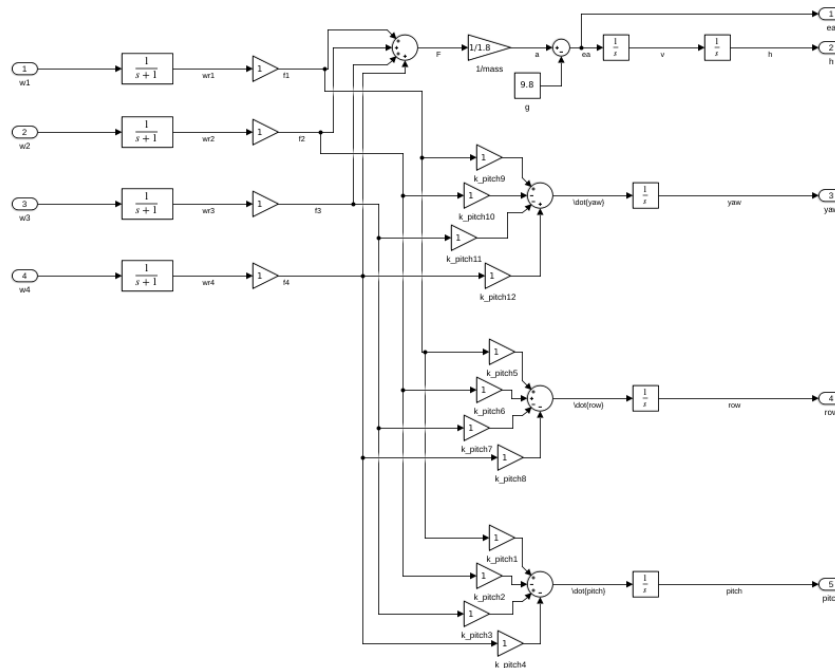 1
ea
1/1.8
F
a
ea
1
s
v
1
s
h
2
h
1/mass
1
w1
1
s + 1
wr1
1
f1
9.8
g
2
w2
1
s + 1
wr2
1
f2
1
k_pitch9
3
w3
1
s + 1
wr3
1
f3
1
k_pitch10
\dot{yaw}
1
s
yaw
3
yaw
1
k_pitch11
4
w4
1
s + 1
wr4
1
f4
1
k_pitch12
1
k_pitch5
1
k_pitch6
\dot{row}
1
s
row
4
row
1
k_pitch7
1
k_pitch8
1
k_pitch1
1
k_pitch2
\dot{pitch}
1
s
pitch
5
pitc
1
k_pitch3
1
k_pitch4